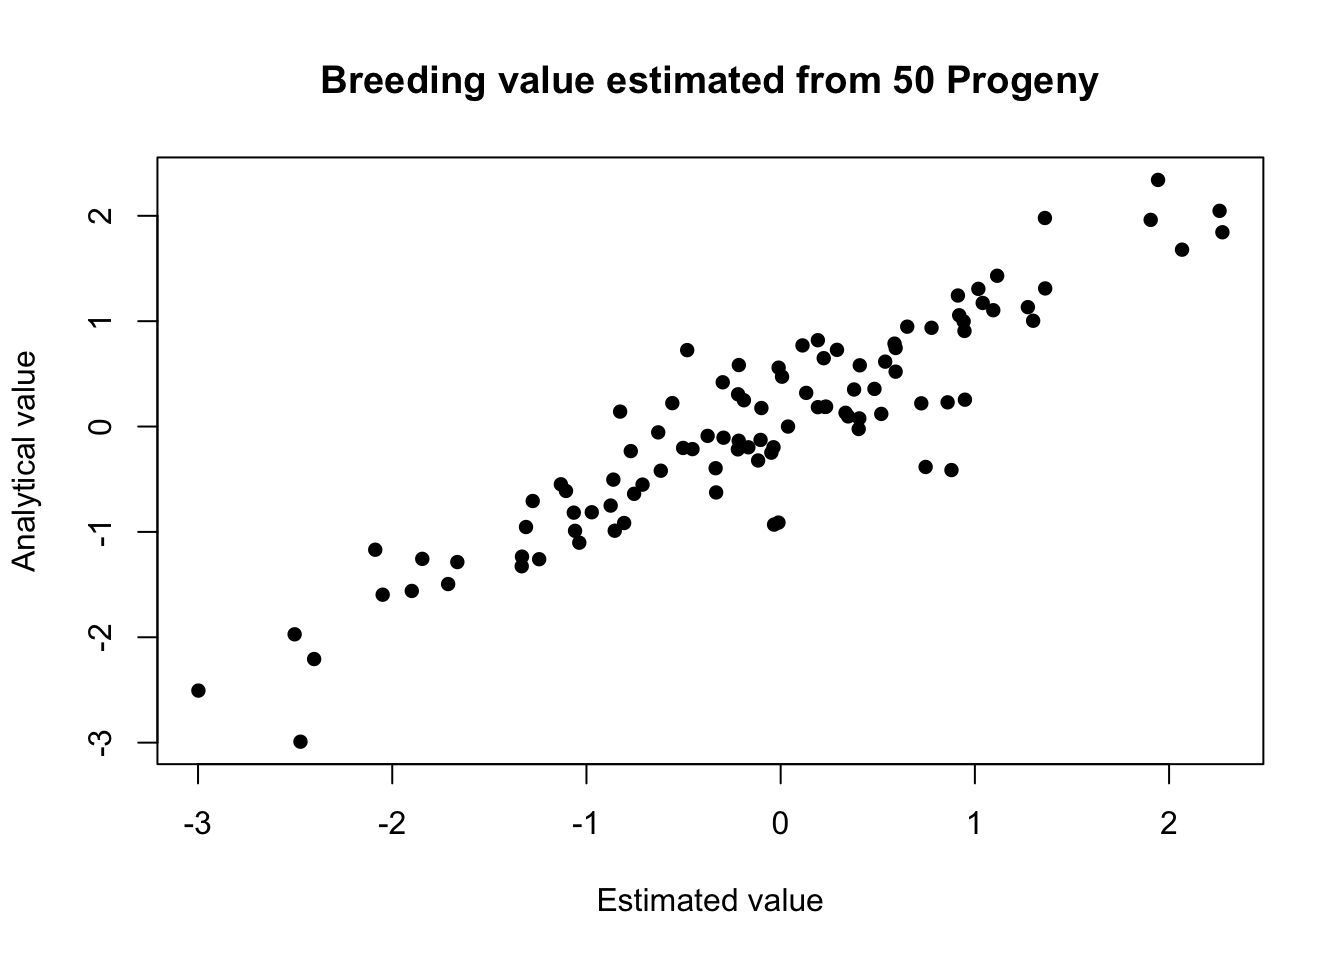 Breeding value estimated from 50 Progeny
Analytical value
2
1
0
-1
-2
-3
-3 -2 -1 0 1 2
Estimated value